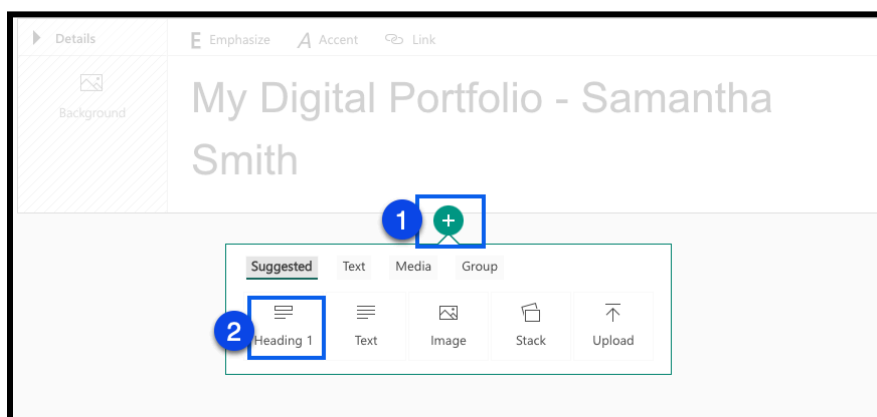 Details
E Emphasize A Accent Link
Background
My Digital Portfolio - Samantha
Smith
1 +
Suggested Text Media Group
2
Heading 1 Text Image Stack Upload